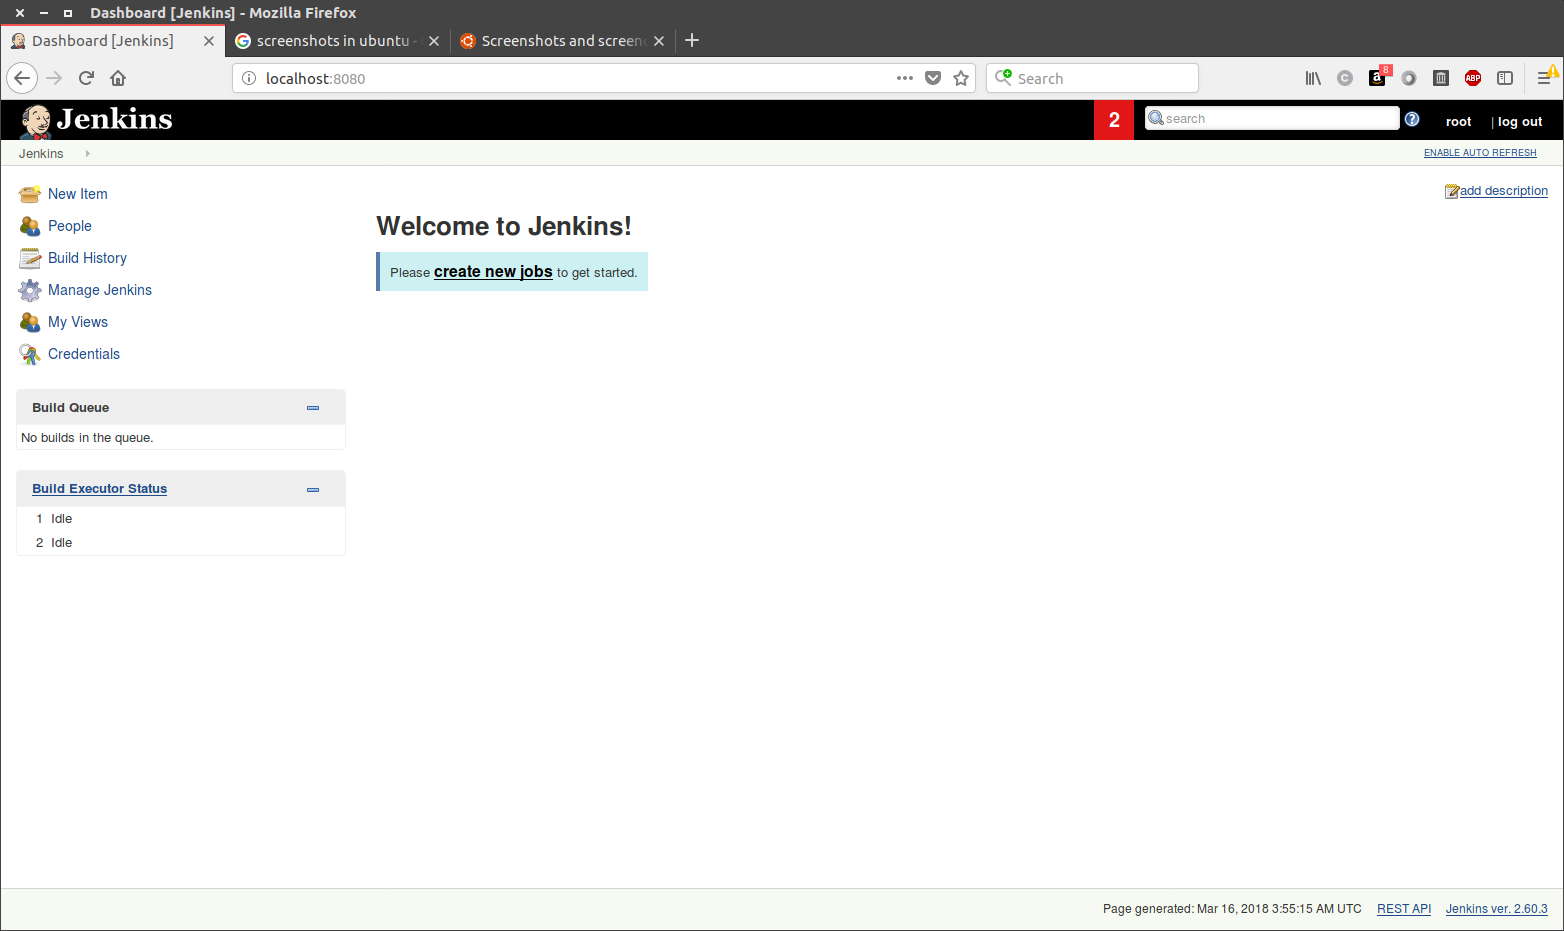 Dashboard [Jenkins] - Mozilla Firefox
Dashboard [Jenkins]
screenshots in ubuntu -
Screenshots and screen
localhost:8080
Search
8
ABP
Jenkins
2
search
root
| log out
Jenkins
ENABLE AUTO REFRESH
New Item
People
Build History
Manage Jenkins
My Views
Credentials
add description
Welcome to Jenkins!
Please create new jobs to get started.
Build Queue
No builds in the queue.
Build Executor Status
1 Idle
2 Idle
Page generated: Mar 16, 2018 3:55:15 AM UTC REST API Jenkins ver. 2.60.3